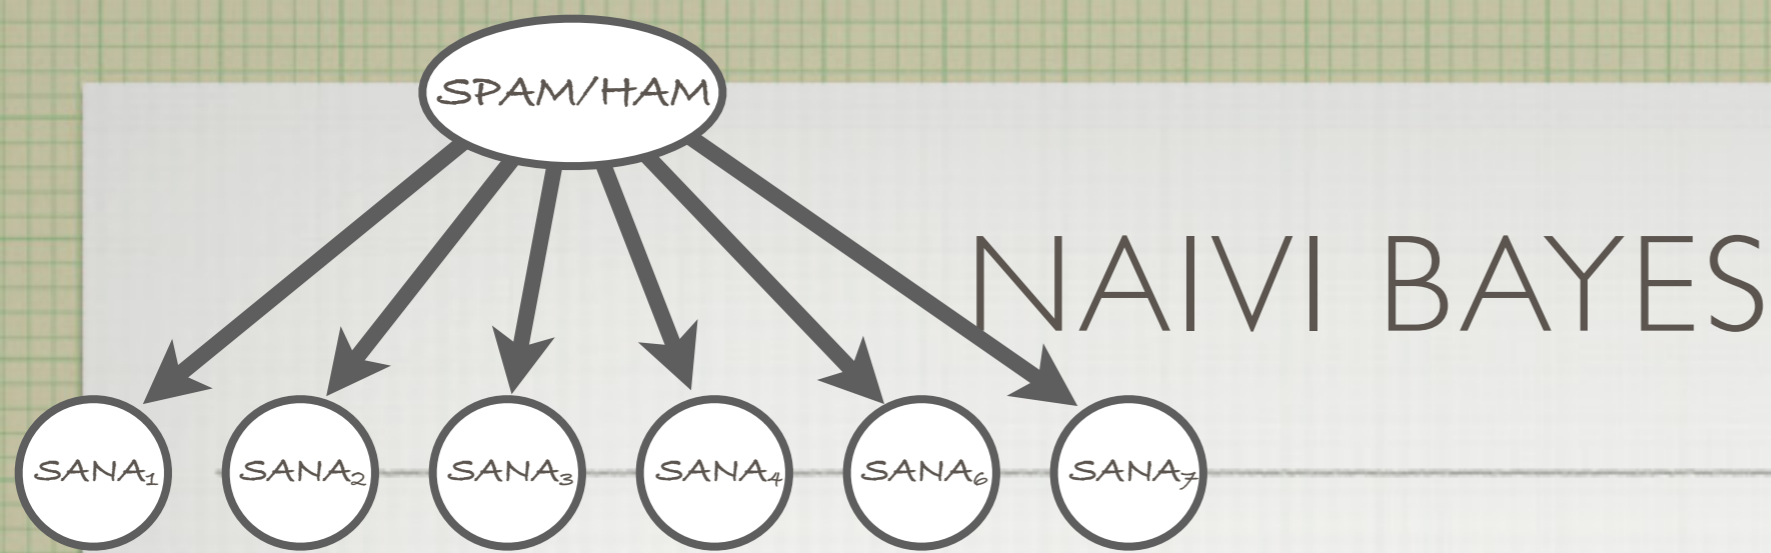 SPAM/HAM
NAIVI BAYES
SANA₁ SANA₂ SANA₃ SANA₄ SANA₆ SANA₇